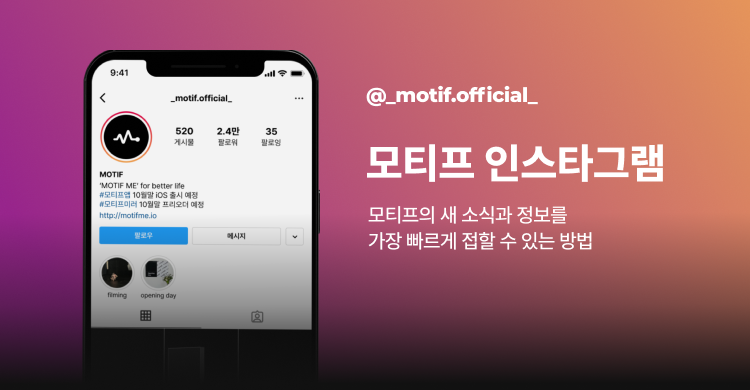 9:41
_motif.official_
520 2.4만 35
게시물 팔로워 팔로잉
MOTIF
'MOTIF ME' for better life
#모티프앱 10월말 iOS 출시 예정
#모티프미러 10월말 프리오더 예정
http://motifme.io
팔로우 메시지
filming opening day
@_motif.official_
모티프 인스타그램
모티프의 새 소식과 정보를
가장 빠르게 접할 수 있는 방법